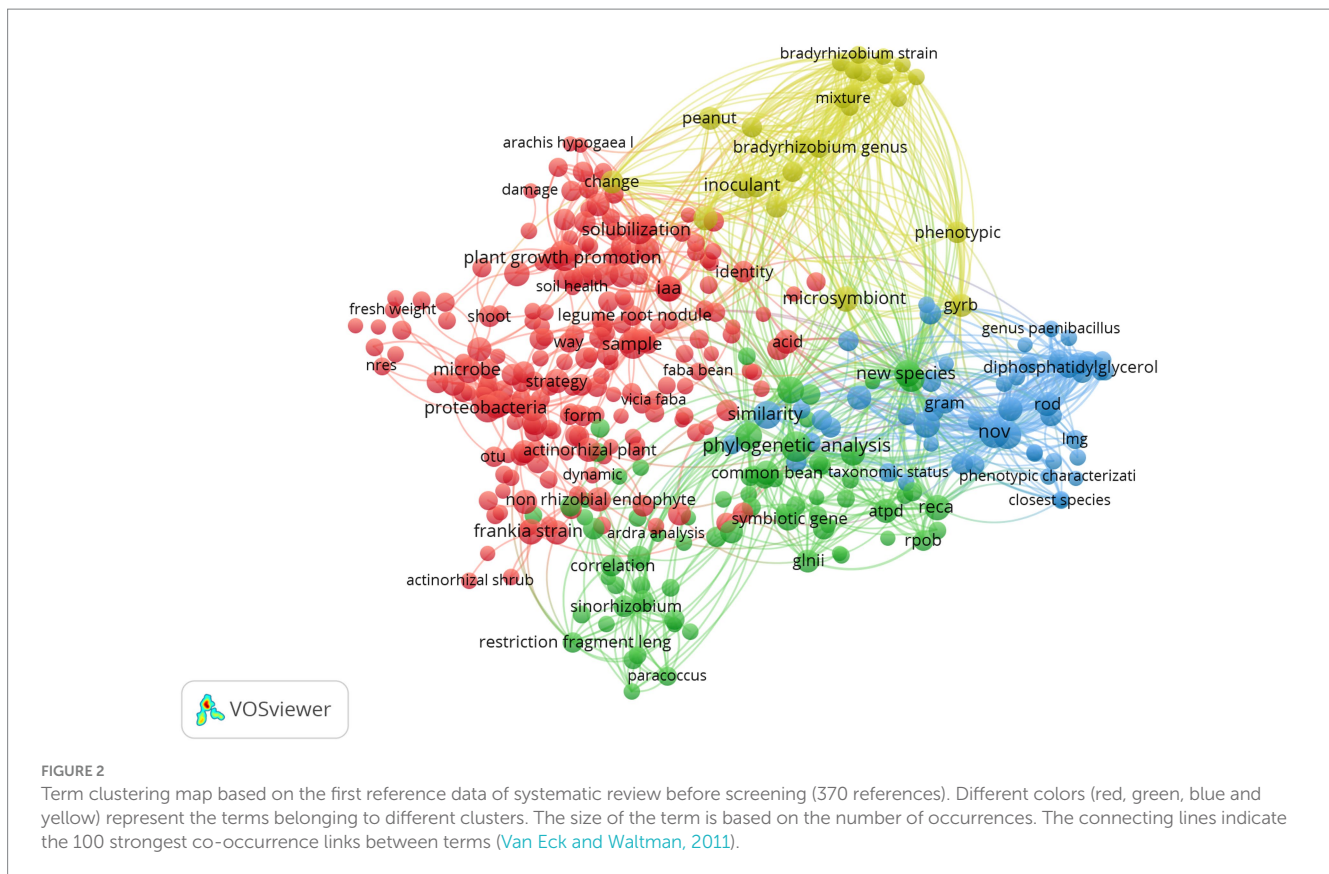 bradyrhizobium strain
mixture
peanut
arachis hypogaea l
bradyrhizobium genus
change
damage
inoculant
solubilization
phenotypic
plant growth promotion
identity
soil health
iaa
microsymbiont
gyrb
fresh weight
shoot
legume root nodule
genus paenibacillus
way
sample
acid
nres
microbe
faba bean
new species
diphosphatidylglycerol
strategy
vicia faba
proteobacteria
form
similarity
gram
rod
nov
lmg
otu
actinorhizal plant
phylogenetic analysis
dynamic
common bean
taxonomic status
phenotypic characterizati
non rhizobial endophyte
closest species
frankia strain
ardra analysis
symbiotic gene
atpd
reca
rpob
correlation
glnii
actinorhizal shrub
sinorhizobium
restriction fragment leng
paracoccus
VOSviewer
FIGURE 2
Term clustering map based on the first reference data of systematic review before screening (370 references). Different colors (red, green, blue and
yellow) represent the terms belonging to different clusters. The size of the term is based on the number of occurrences. The connecting lines indicate
the 100 strongest co-occurrence links between terms (Van Eck and Waltman, 2011).